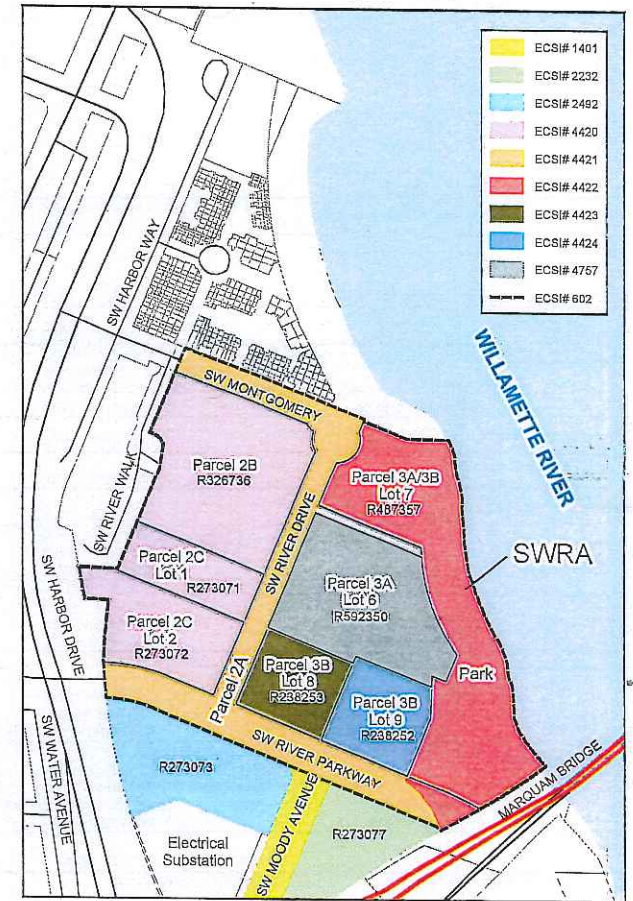 ECSI# 1401
ECSI# 2232
ECSI# 2492
ECSI# 4420
ECSI# 4421
ECSI# 4422
ECSI# 4423
ECSI# 4424
ECSI# 4757
ECSI# 602
SW HARBOR WAY
WILLAMETTE RIVER
SW MONTGOMERY
Parcel 2B
R326736
Parcel 3A/3B
Lot 7
R487357
SW RIVER WALK
SW RIVER DRIVE
SWRA
Parcel 2C
Lot 1
R273071
Parcel 3A
Lot 6
R592350
SW HARBOR DRIVE
Parcel 2C
Lot 2
R273072
Parcel 2A
Parcel 3B
Lot 8
R238253
Parcel 3B
Lot 9
R238252
Park
SW WATER AVENUE
SW RIVER PARKWAY
MARQUAM BRIDGE
R273073
SW MOODY AVENUE
R273077
Electrical
Substation